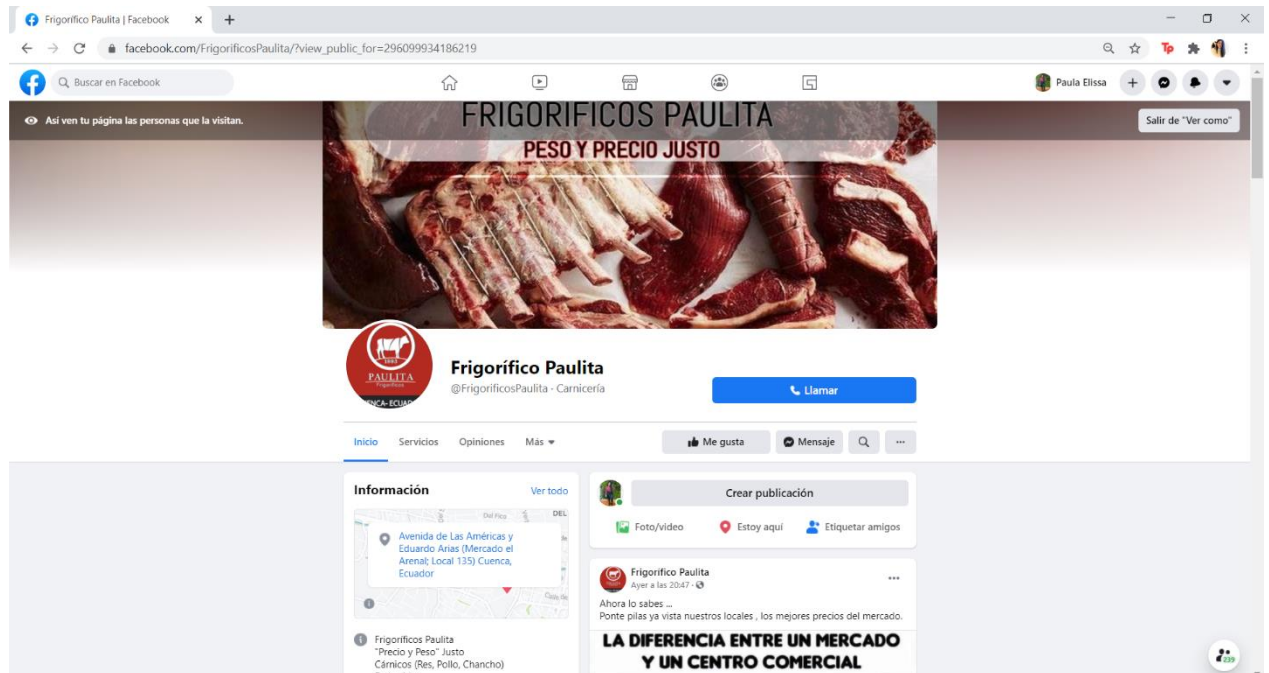 Frigorífico Paulita | Facebook
facebook.com/FrigorificosPaulita/?view_public_for=296099934186219
Buscar en Facebook
Paula Elissa
Así ven tu página las personas que la visitan.
Salir de "Ver como"
FRIGORIFICOS PAULITA
PESO Y PRECIO JUSTO
PAULITA
Frigoríficos
Frigorífico Paulita
@FrigorificosPaulita · Carnicería
Llamar
Inicio Servicios Opiniones Más
Me gusta Mensaje
Información Ver todo
Avenida de Las Américas y
Eduardo Arias (Mercado el
Arenal; Local 135) Cuenca,
Ecuador
Frigoríficos Paulita
"Precio y Peso" Justo
Cárnicos (Res, Pollo, Chancho)
Crear publicación
Foto/video Estoy aquí Etiquetar amigos
Frigorífico Paulita
Ayer a las 20:47 ·
Ahora lo sabes ...
Ponte pilas ya vista nuestros locales , los mejores precios del mercado.
LA DIFERENCIA ENTRE UN MERCADO
Y UN CENTRO COMERCIAL
239